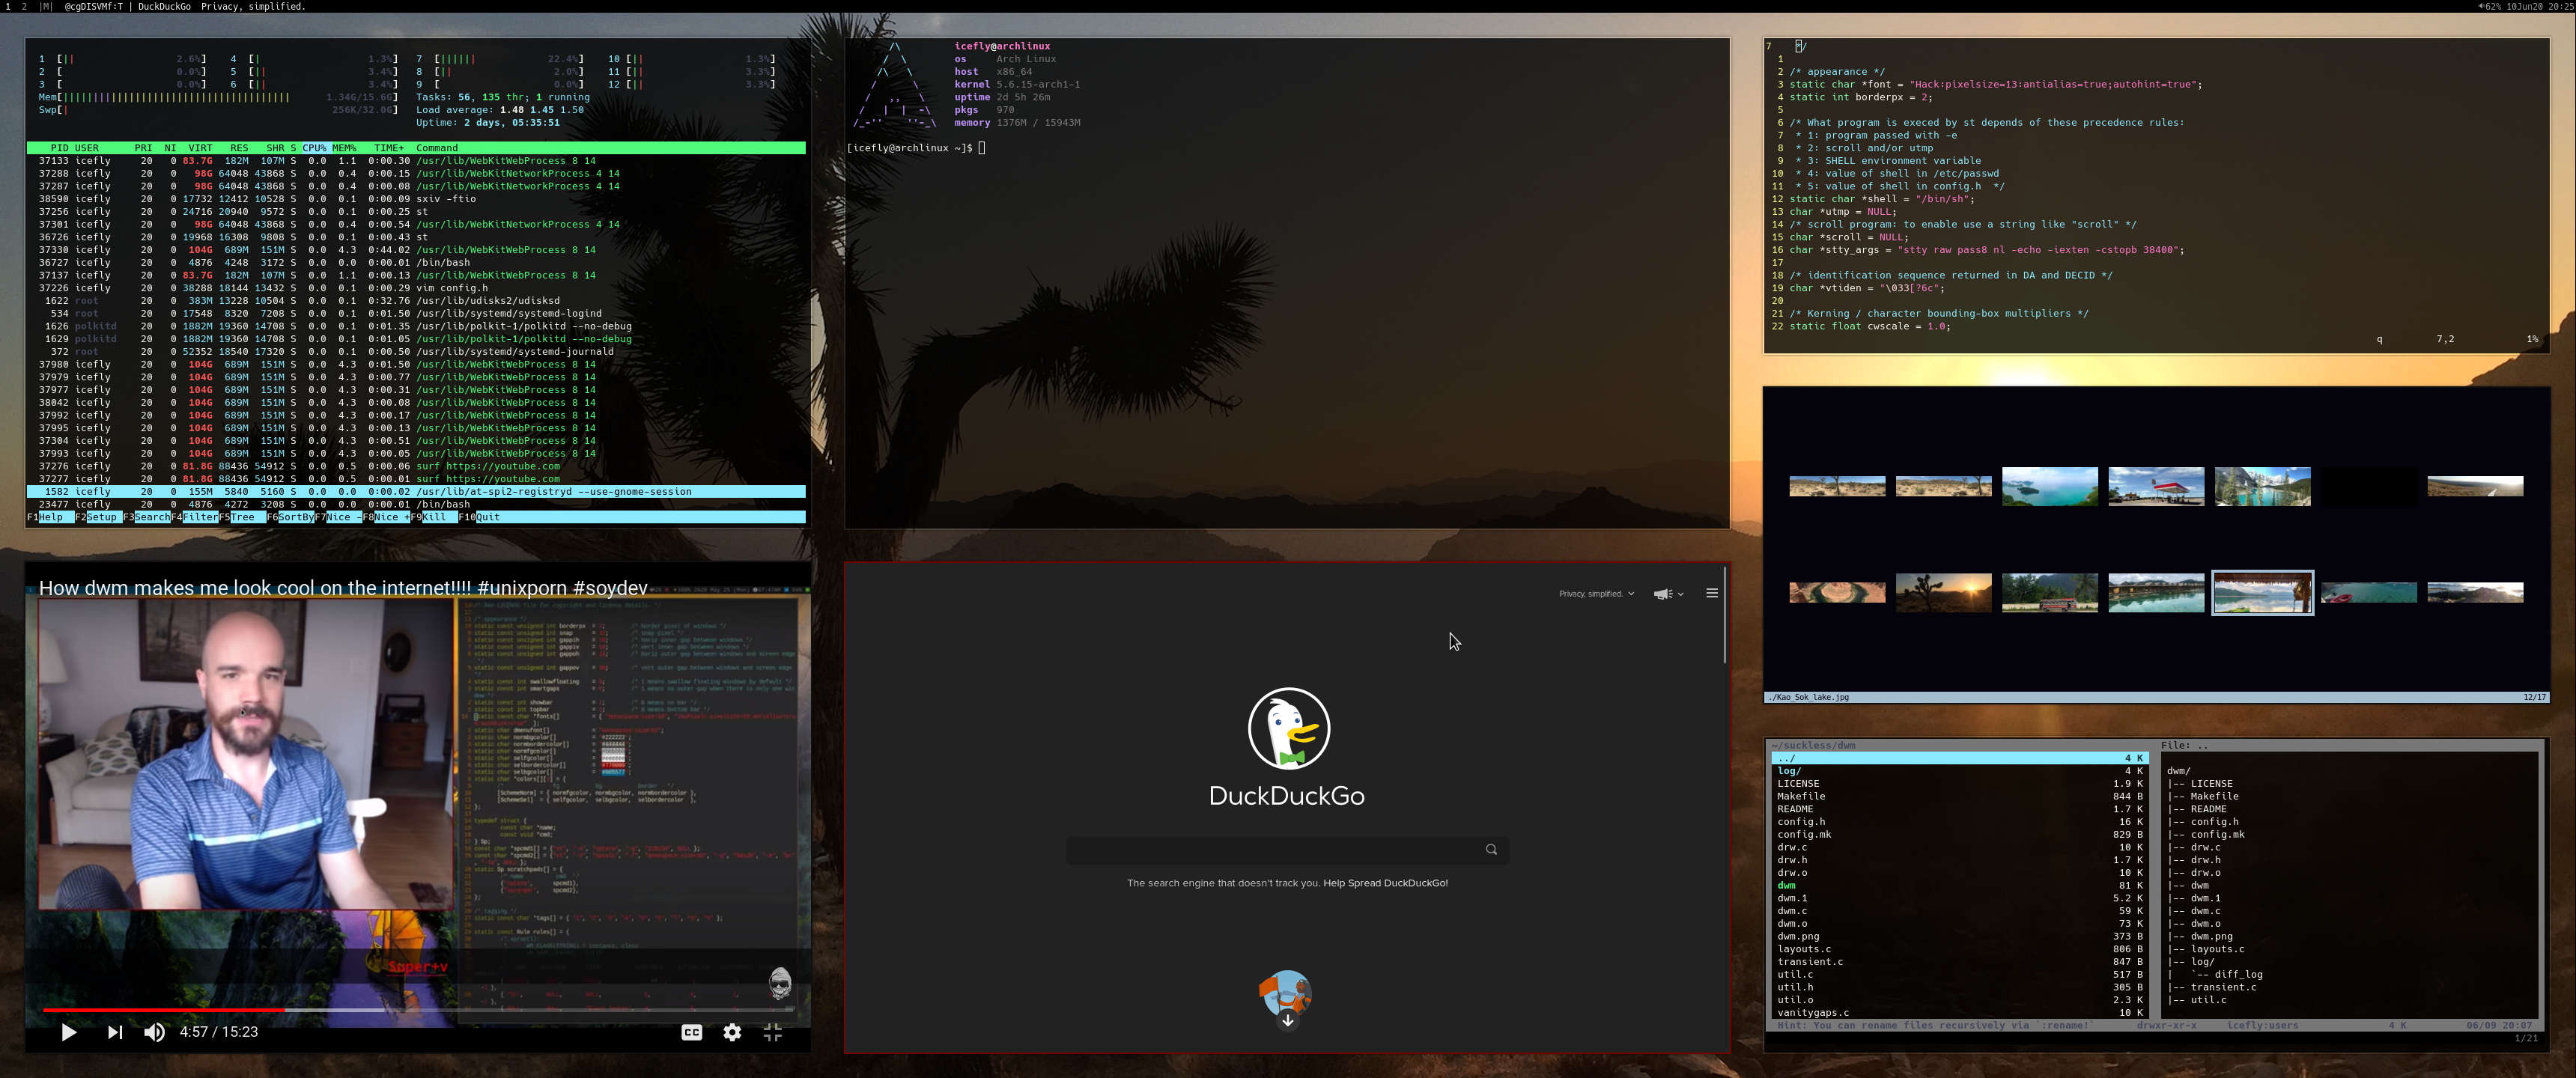 1 2 |M| @cgDISVMf:T | DuckDuckGo Privacy, simplified.
62% 10Jun20 20:25
1 [|| 2.6%] 4 [| 1.3%] 7 [||||| 22.4%] 10 [|| 1.3%]
2 [ 0.0%] 5 [|| 3.4%] 8 [|| 2.0%] 11 [|| 3.3%]
3 [ 0.0%] 6 [|| 3.4%] 9 [ 0.0%] 12 [|| 3.3%]
Mem[ 1.34G/15.6G] Tasks: 56, 135 thr; 1 running
Swp[ 256K/32.0G] Load average: 1.48 1.45 1.50
Uptime: 2 days, 05:35:51
PID USER PRI NI VIRT RES SHR S CPU% MEM% TIME+ Command
37133 icefly 20 0 83.7G 182M 107M S 0.0 1.1 0:00.30 /usr/lib/WebKitWebProcess 8 14
37288 icefly 20 0 98G 64048 43868 S 0.0 0.4 0:00.15 /usr/lib/WebKitNetworkProcess 4 14
37287 icefly 20 0 98G 64048 43868 S 0.0 0.4 0:00.08 /usr/lib/WebKitNetworkProcess 4 14
38590 icefly 20 0 17732 12412 10528 S 0.0 0.1 0:00.09 sxiv -ftio
37256 icefly 20 0 24716 20940 9572 S 0.0 0.1 0:00.25 st
37301 icefly 20 0 98G 64048 43868 S 0.0 0.4 0:00.54 /usr/lib/WebKitNetworkProcess 4 14
36726 icefly 20 0 19968 16308 9808 S 0.0 0.1 0:00.43 st
37330 icefly 20 0 104G 689M 151M S 0.0 4.3 0:44.02 /usr/lib/WebKitWebProcess 8 14
36727 icefly 20 0 4876 4248 3172 S 0.0 0.0 0:00.01 /bin/bash
37137 icefly 20 0 83.7G 182M 107M S 0.0 1.1 0:00.13 /usr/lib/WebKitWebProcess 8 14
37226 icefly 20 0 38288 18144 13432 S 0.0 0.1 0:00.29 vim config.h
1622 root 20 0 383M 13228 10504 S 0.0 0.1 0:32.76 /usr/lib/udisks2/udisksd
534 root 20 0 17548 8320 7208 S 0.0 0.1 0:01.50 /usr/lib/systemd/systemd-logind
1626 polkitd 20 0 1882M 19360 14708 S 0.0 0.1 0:01.35 /usr/lib/polkit-1/polkitd --no-debug
1629 polkitd 20 0 1882M 19360 14708 S 0.0 0.1 0:01.05 /usr/lib/polkit-1/polkitd --no-debug
372 root 20 0 52352 18540 17320 S 0.0 0.1 0:00.50 /usr/lib/systemd/systemd-journald
37980 icefly 20 0 104G 689M 151M S 0.0 4.3 0:01.50 /usr/lib/WebKitWebProcess 8 14
37979 icefly 20 0 104G 689M 151M S 0.0 4.3 0:00.77 /usr/lib/WebKitWebProcess 8 14
37977 icefly 20 0 104G 689M 151M S 0.0 4.3 0:00.31 /usr/lib/WebKitWebProcess 8 14
38042 icefly 20 0 104G 689M 151M S 0.0 4.3 0:00.08 /usr/lib/WebKitWebProcess 8 14
37992 icefly 20 0 104G 689M 151M S 0.0 4.3 0:00.17 /usr/lib/WebKitWebProcess 8 14
37995 icefly 20 0 104G 689M 151M S 0.0 4.3 0:00.13 /usr/lib/WebKitWebProcess 8 14
37304 icefly 20 0 104G 689M 151M S 0.0 4.3 0:00.51 /usr/lib/WebKitWebProcess 8 14
37993 icefly 20 0 104G 689M 151M S 0.0 4.3 0:00.05 /usr/lib/WebKitWebProcess 8 14
37276 icefly 20 0 81.8G 88436 54912 S 0.0 0.5 0:00.06 surf https://youtube.com
37277 icefly 20 0 81.8G 88436 54912 S 0.0 0.5 0:00.01 surf https://youtube.com
1582 icefly 20 0 155M 5840 5160 S 0.0 0.0 0:00.02 /usr/lib/at-spi2-registryd --use-gnome-session
23477 icefly 20 0 4876 4272 3208 S 0.0 0.0 0:00.01 /bin/bash
F1Help F2Setup F3SearchF4FilterF5Tree F6SortByF7Nice -F8Nice +F9Kill F10Quit
icefly@archlinux
os Arch Linux
host x86_64
kernel 5.6.15-arch1-1
uptime 2d 5h 26m
pkgs 970
memory 1376M / 15943M
[icefly@archlinux ~]$
7 */
1
2 /* appearance */
3 static char *font = "Hack:pixelsize=13:antialias=true;autohint=true";
4 static int borderpx = 2;
5
6 /* What program is execed by st depends of these precedence rules:
7 * 1: program passed with -e
8 * 2: scroll and/or utmp
9 * 3: SHELL environment variable
10 * 4: value of shell in /etc/passwd
11 * 5: value of shell in config.h */
12 static char *shell = "/bin/sh";
13 char *utmp = NULL;
14 /* scroll program: to enable use a string like "scroll" */
15 char *scroll = NULL;
16 char *stty_args = "stty raw pass8 nl -echo -iexten -cstopb 38400";
17
18 /* identification sequence returned in DA and DECID */
19 char *vtiden = "\033[?6c";
20
21 /* Kerning / character bounding-box multipliers */
22 static float cwscale = 1.0;
q 7,2 1%
./Kao_Sok_lake.jpg 12/17
How dwm makes me look cool on the internet!!!! #unixporn #soydev
Super+v
4:57 / 15:23
CC
Privacy, simplified.
DuckDuckGo
The search engine that doesn't track you. Help Spread DuckDuckGo!
~/suckless/dwm
../ 4 K
log/ 4 K
LICENSE 1.9 K
Makefile 844 B
README 1.7 K
config.h 16 K
config.mk 829 B
drw.c 10 K
drw.h 1.7 K
drw.o 10 K
dwm 81 K
dwm.1 5.2 K
dwm.c 59 K
dwm.o 73 K
dwm.png 373 B
layouts.c 806 B
transient.c 847 B
util.c 517 B
util.h 305 B
util.o 2.3 K
vanitygaps.c 10 K
File: ..
dwm/
|-- LICENSE
|-- Makefile
|-- README
|-- config.h
|-- config.mk
|-- drw.c
|-- drw.h
|-- drw.o
|-- dwm
|-- dwm.1
|-- dwm.c
|-- dwm.o
|-- dwm.png
|-- layouts.c
|-- log/
| `-- diff_log
|-- transient.c
|-- util.c
Hint: You can rename files recursively via `:rename!` drwxr-xr-x icefly:users 4 K 06/09 20:07
1/21